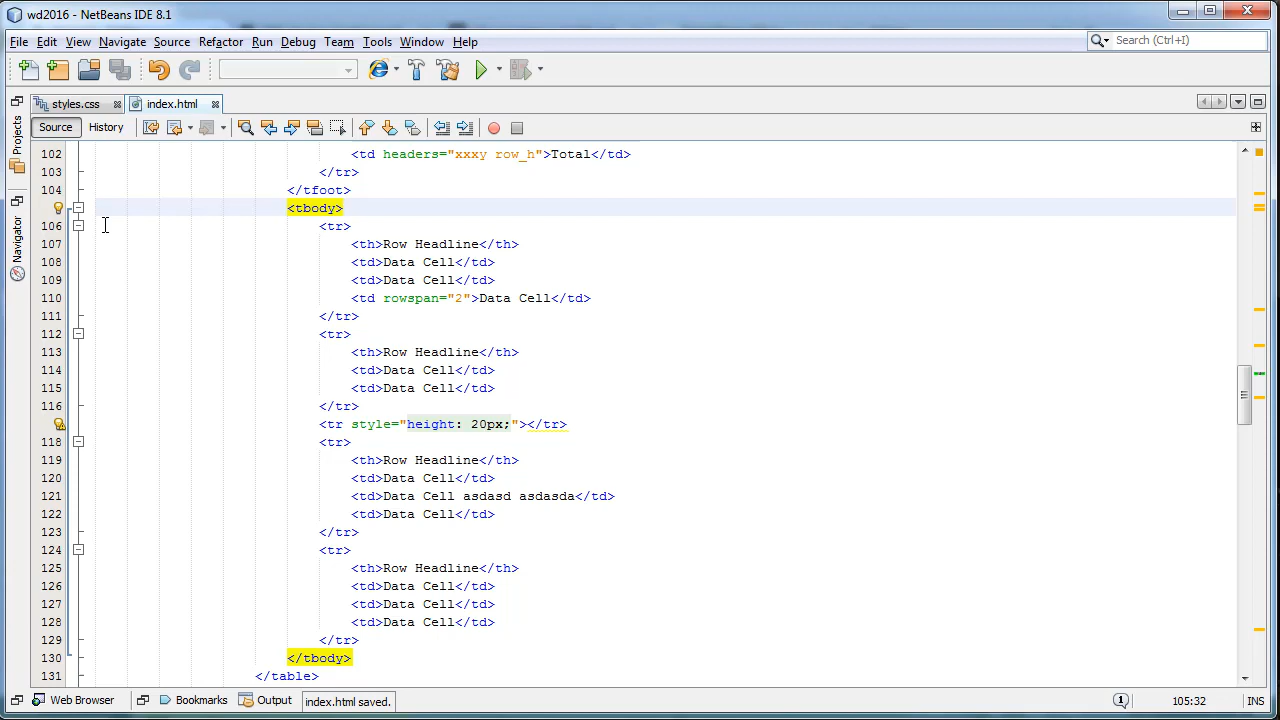 wd2016 - NetBeans IDE 8.1
File Edit View Navigate Source Refactor Run Debug Team Tools Window Help
Search (Ctrl+I)
styles.css index.html
Source History
Projects
Navigator
102 <td headers="xxxy row_h">Total</td>
103 </tr>
104 </tfoot>
<tbody>
106 <tr>
107 <th>Row Headline</th>
108 <td>Data Cell</td>
109 <td>Data Cell</td>
110 <td rowspan="2">Data Cell</td>
111 </tr>
112 <tr>
113 <th>Row Headline</th>
114 <td>Data Cell</td>
115 <td>Data Cell</td>
116 </tr>
<tr style="height: 20px;"></tr>
118 <tr>
119 <th>Row Headline</th>
120 <td>Data Cell</td>
121 <td>Data Cell asdasd asdasda</td>
122 <td>Data Cell</td>
123 </tr>
124 <tr>
125 <th>Row Headline</th>
126 <td>Data Cell</td>
127 <td>Data Cell</td>
128 <td>Data Cell</td>
129 </tr>
130 </tbody>
131 </table>
Web Browser Bookmarks Output index.html saved. 1 105:32 INS